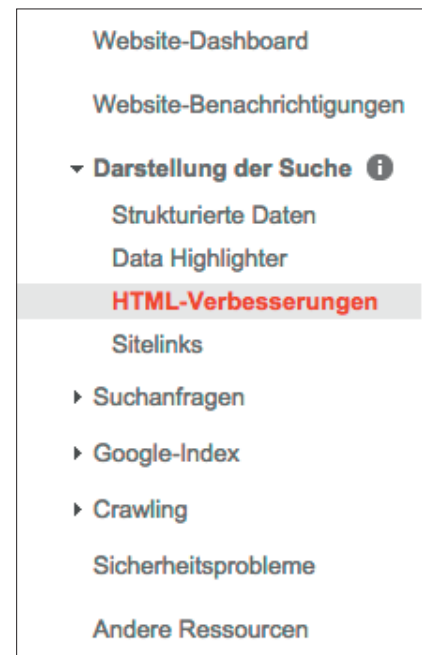 Website-Dashboard
Website-Benachrichtigungen
Darstellung der Suche
Strukturierte Daten
Data Highlighter
HTML-Verbesserungen
Sitelinks
Suchanfragen
Google-Index
Crawling
Sicherheitsprobleme
Andere Ressourcen